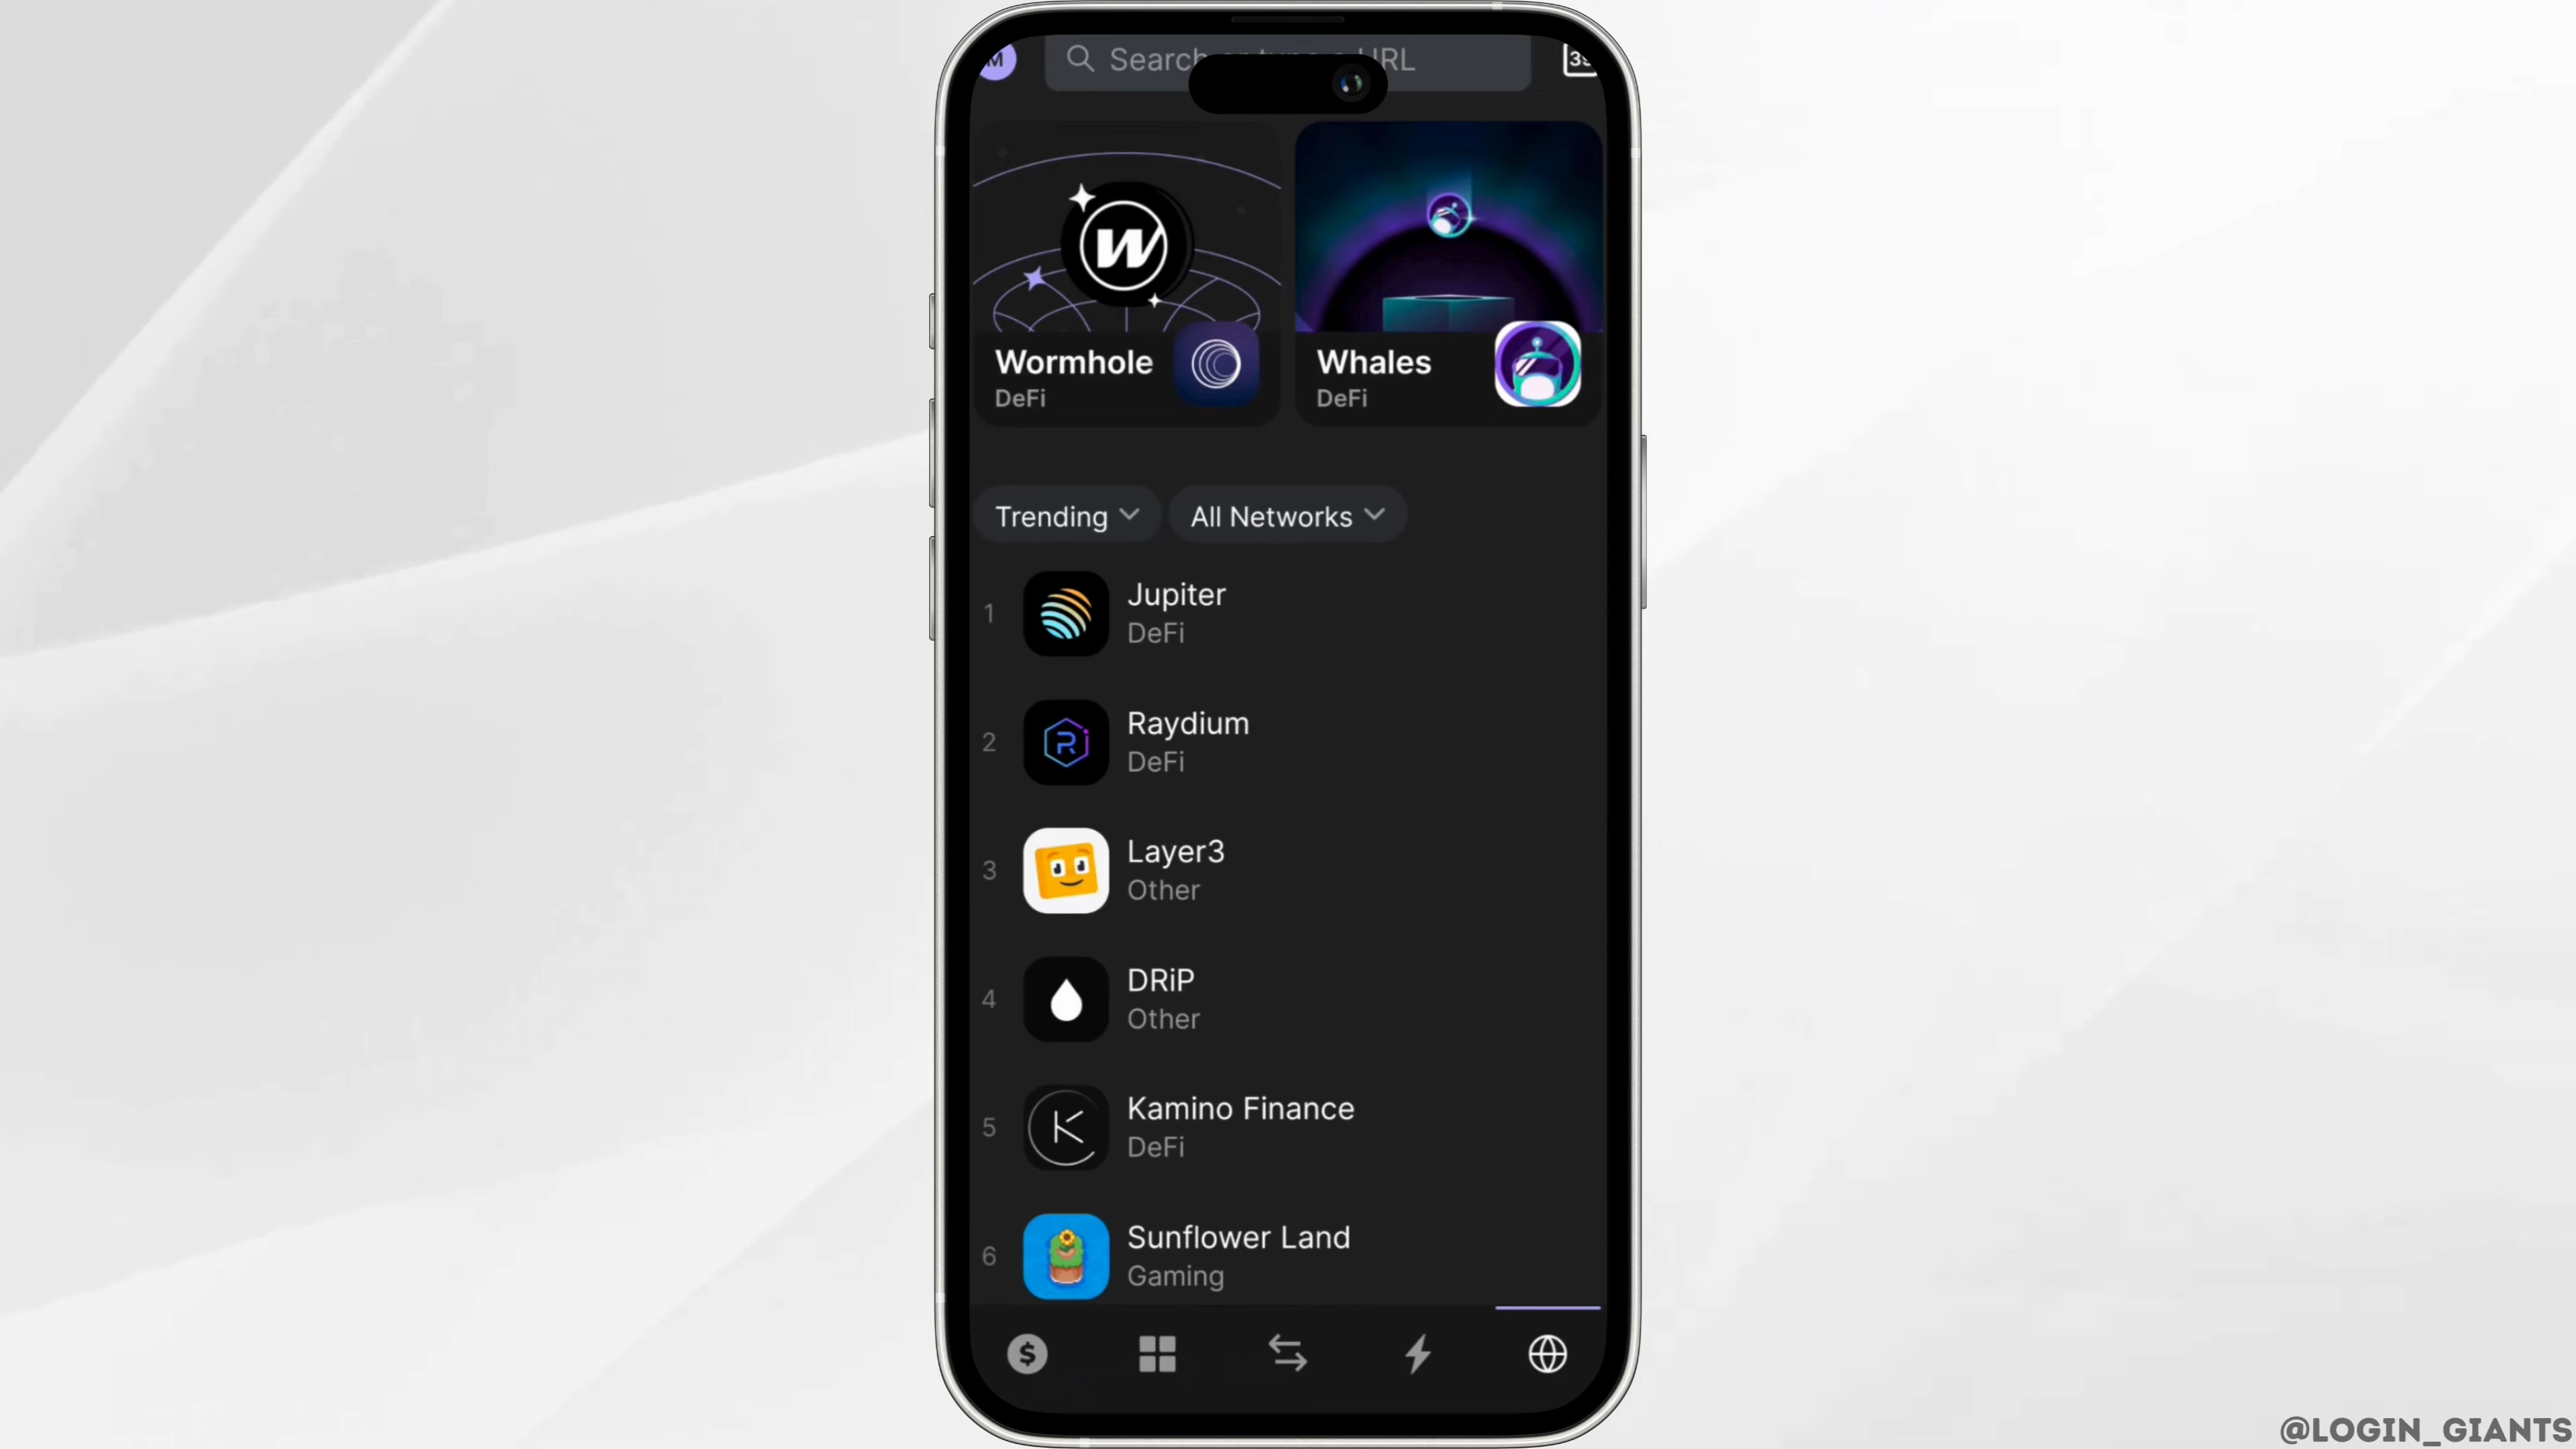 M
Search
URL
W
Wormhole
DeFi
Whales
DeFi
Trending
All Networks
1
Jupiter
DeFi
2
R
Raydium
DeFi
3
Layer3
Other
4
DRiP
Other
5
K
Kamino Finance
DeFi
6
Sunflower Land
Gaming
$
@LOGIN_GIANTS